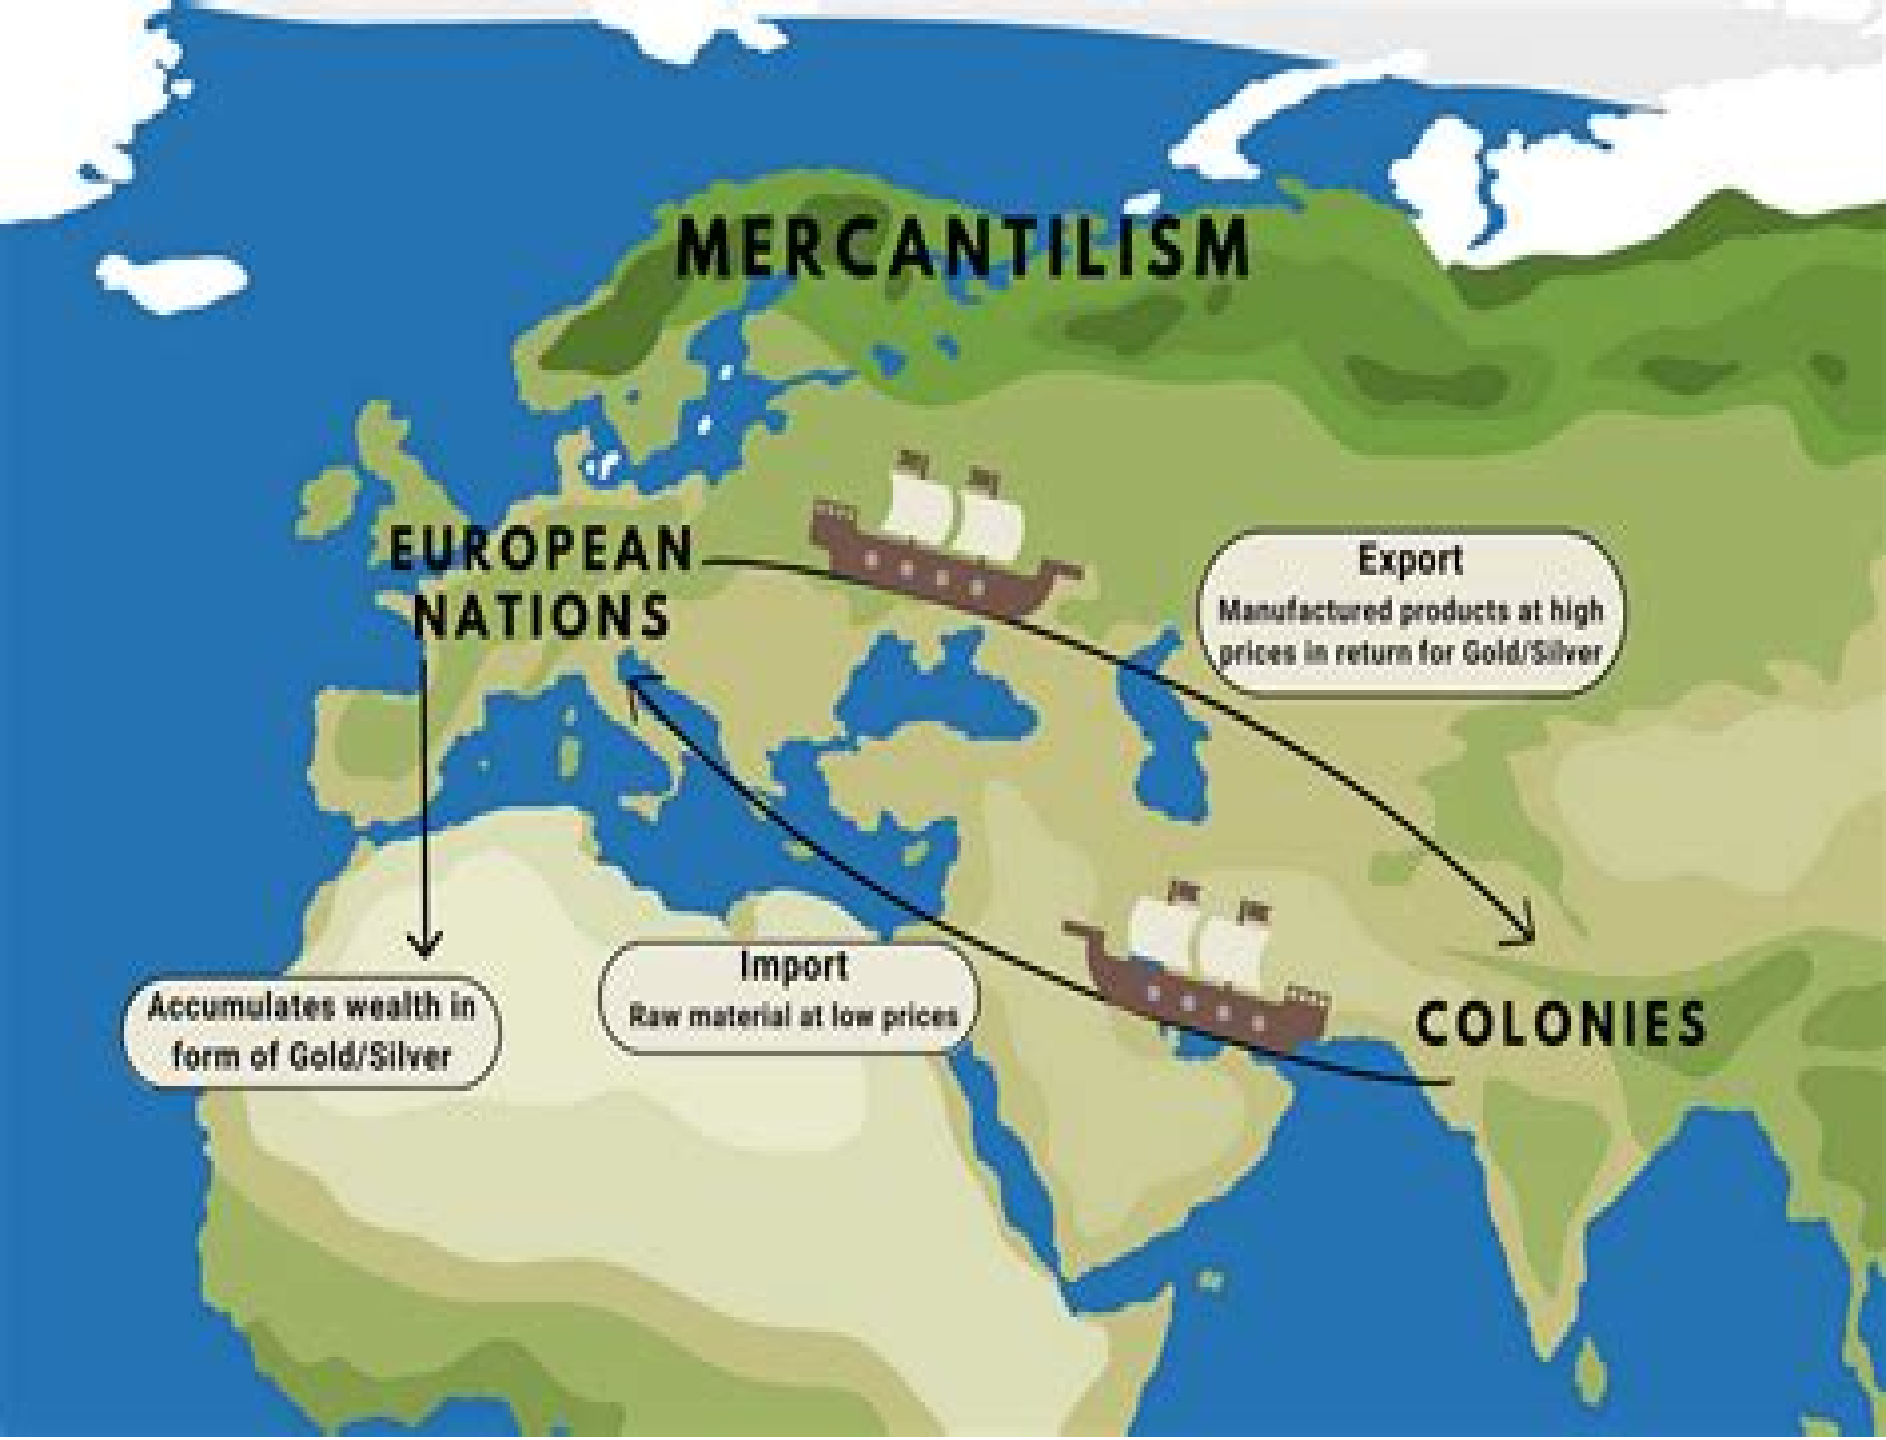 MERCANTILISM
EUROPEAN
NATIONS
Export
Manufactured products at high
prices in return for Gold/Silver
Accumulates wealth in
form of Gold/Silver
Import
Raw material at low prices
COLONIES